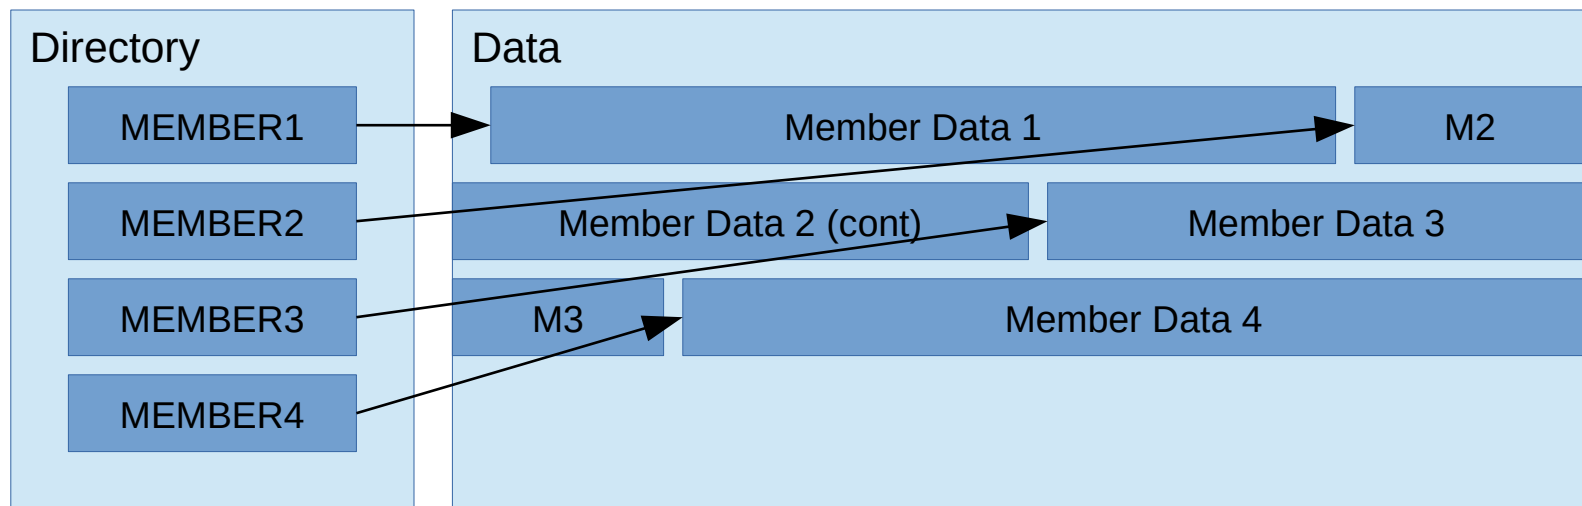 Directory
MEMBER1
MEMBER2
MEMBER3
MEMBER4
Data
Member Data 1
M2
Member Data 2 (cont)
Member Data 3
M3
Member Data 4